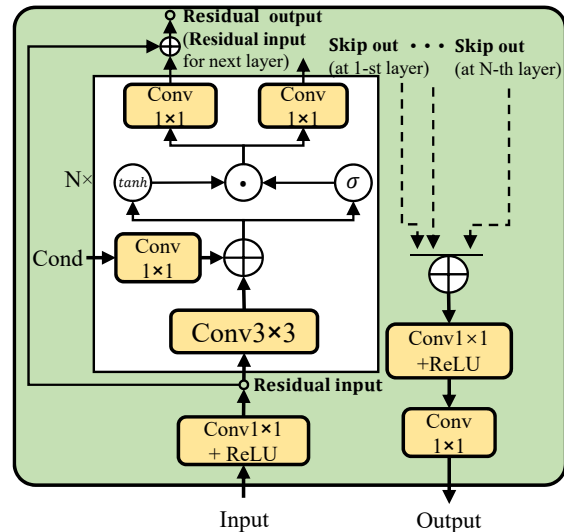 Residual output
(Residual input
for next layer)
Skip out
(at 1-st layer)
• • •
Skip out
(at N-th layer)
Conv
1×1
Conv
1×1
N×
tanh
·
σ
Cond
Conv
1×1
Conv3×3
Residual input
Conv1×1
+ ReLU
Input
Conv1×1
+ReLU
Conv
1×1
Output